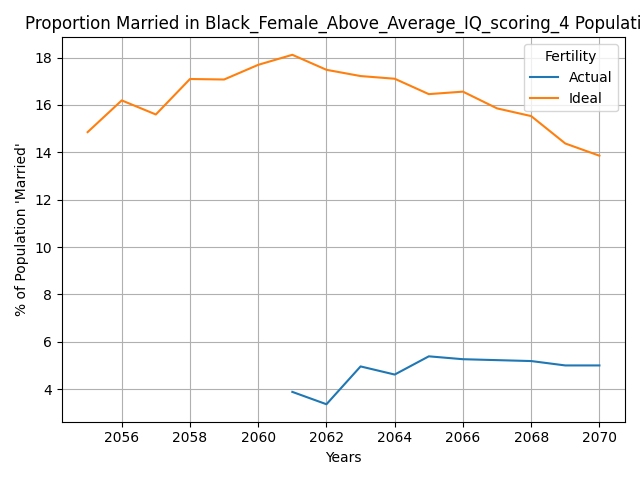 Proportion Married in Black_Female_Above_Average_IQ_scoring_4 Populati
Fertility
Actual
Ideal
18
16
14
12
10
8
6
4
% of Population 'Married'
2056 2058 2060 2062 2064 2066 2068 2070
Years